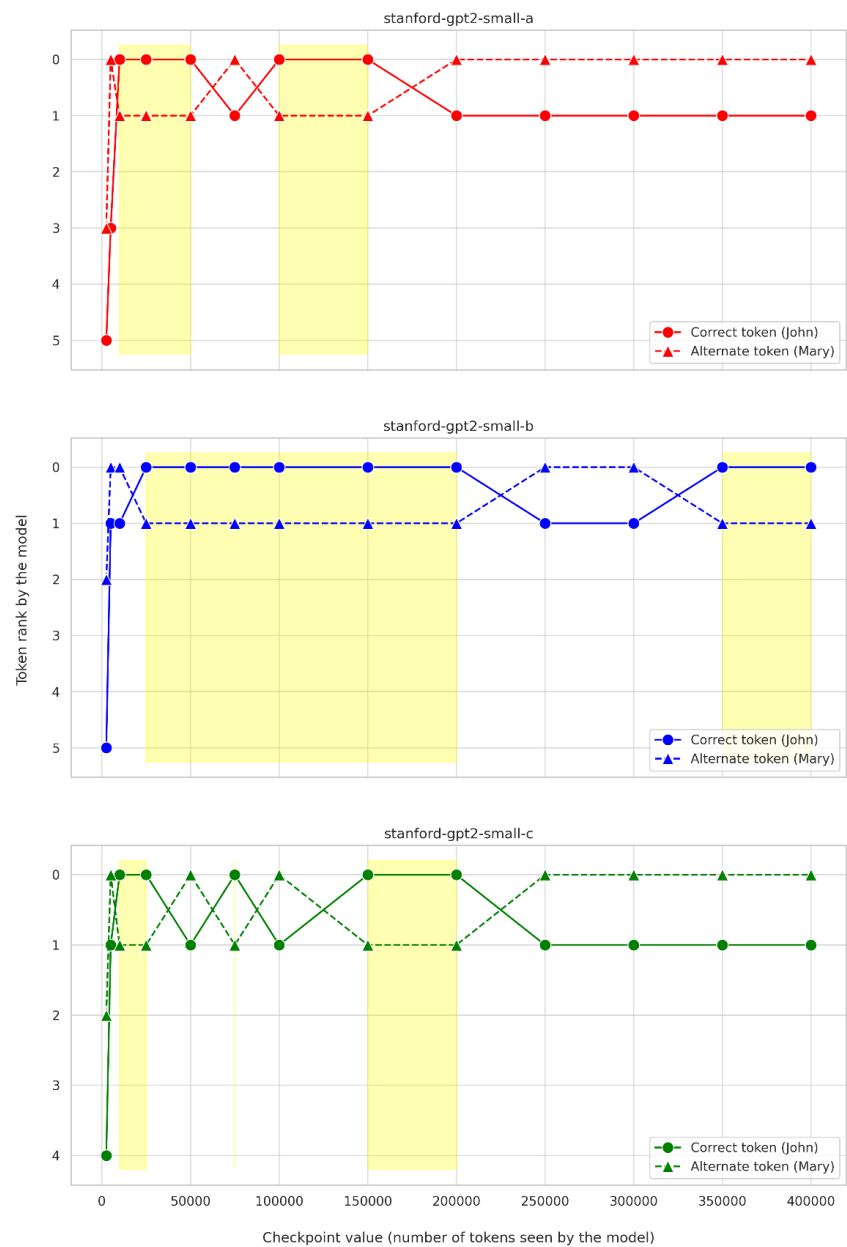 stanford-gpt2-small-a
0
1
2
3
4
5
Correct token (John)
Alternate token (Mary)
stanford-gpt2-small-b
Token rank by the model
0
1
2
3
4
5
Correct token (John)
Alternate token (Mary)
stanford-gpt2-small-c
0
1
2
3
4
Correct token (John)
Alternate token (Mary)
0 50000 100000 150000 200000 250000 300000 350000 400000
Checkpoint value (number of tokens seen by the model)